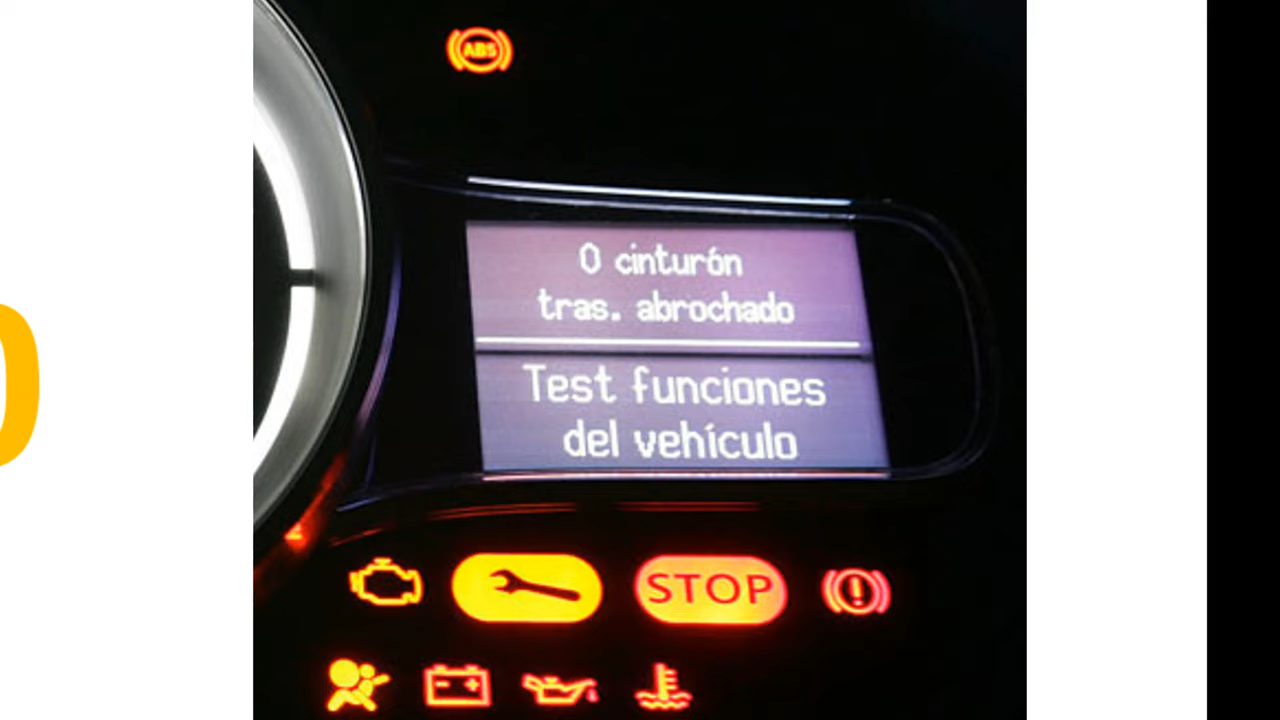 ABS
0 cinturón
tras. abrochado
Test funciones
del vehículo
STOP